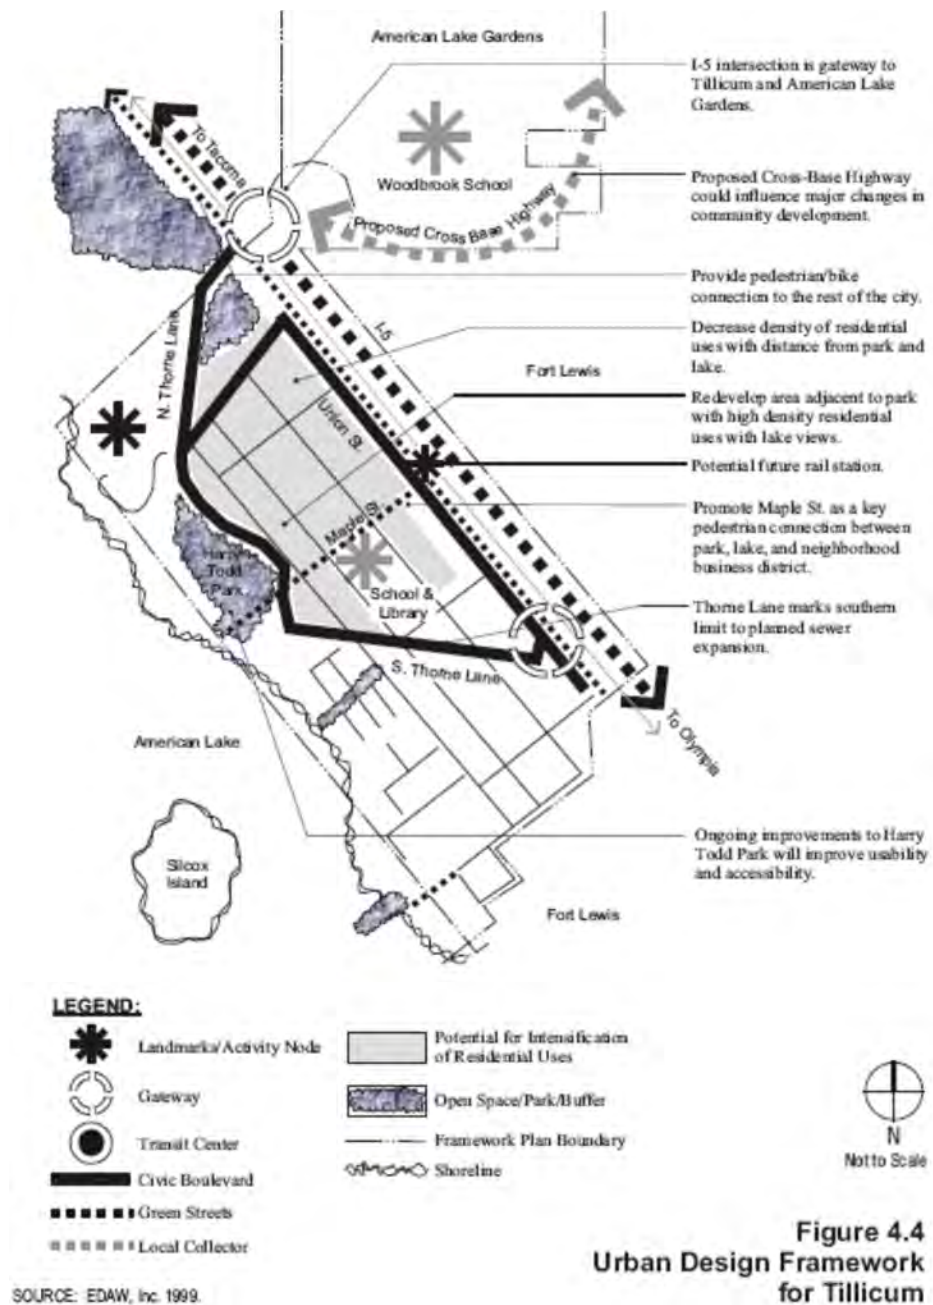 American Lake Gardens
I-5 intersection is gateway to
Tillicum and American Lake
Gardens.
To Tacoma
Woodbrook School
Proposed Cross Base Highway
Proposed Cross-Base Highway
could influence major changes in
community development.
Provide pedestrian/bike
connection to the rest of the city.
N. Thorne Lane
I-5
Decrease density of residential
uses with distance from park and
lake.
Fort Lewis
Union St.
Redevelop area adjacent to park
with high density residential
uses with lake views.
Potential future rail station.
Maple St.
Promote Maple St. as a key
pedestrian connection between
park, lake, and neighborhood
business district.
Harry
Todd
Park
School &
Library
Thorne Lane marks southern
limit to planned sewer
expansion.
S. Thorne Lane
To Olympia
American Lake
Silcox
Island
Ongoing improvements to Harry
Todd Park will improve usability
and accessibility.
Fort Lewis
LEGEND:
Landmarks/Activity Node
Gateway
Transit Center
Civic Boulevard
Green Streets
Local Collector
Potential for Intensification
of Residential Uses
Open Space/Park/Buffer
Framework Plan Boundary
Shoreline
N
Not to Scale
Figure 4.4
Urban Design Framework
for Tillicum
SOURCE: EDAW, Inc. 1999.